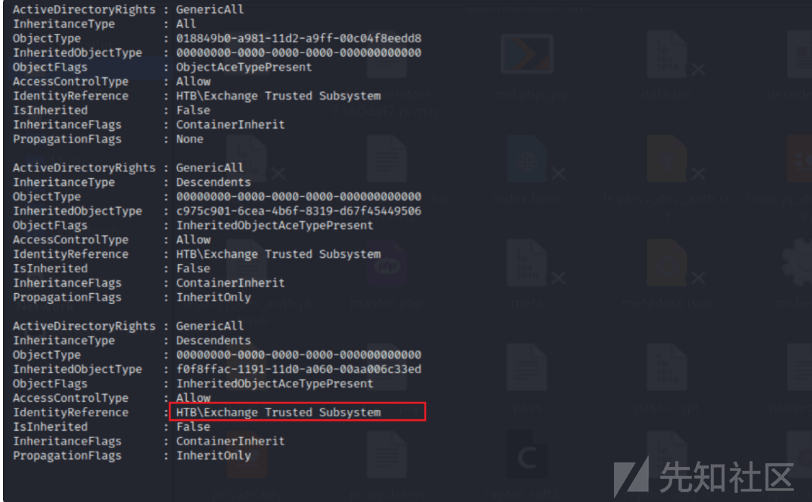 ActiveDirectoryRights : GenericAll
InheritanceType : All
ObjectType : 018849b0-a981-11d2-a9ff-00c04f8eedd8
InheritedObjectType : 00000000-0000-0000-0000-000000000000
ObjectFlags : ObjectAceTypePresent
AccessControlType : Allow
IdentityReference : HTB\Exchange Trusted Subsystem
IsInherited : False
InheritanceFlags : ContainerInherit
PropagationFlags : None
ActiveDirectoryRights : GenericAll
InheritanceType : Descendents
ObjectType : 00000000-0000-0000-0000-000000000000
InheritedObjectType : c975c901-6cea-4b6f-8319-d67f45449506
ObjectFlags : InheritedObjectAceTypePresent
AccessControlType : Allow
IdentityReference : HTB\Exchange Trusted Subsystem
IsInherited : False
InheritanceFlags : ContainerInherit
PropagationFlags : InheritOnly
ActiveDirectoryRights : GenericAll
InheritanceType : Descendents
ObjectType : 00000000-0000-0000-0000-000000000000
InheritedObjectType : f0f8ffac-1191-11d0-a060-00aa006c33ed
ObjectFlags : InheritedObjectAceTypePresent
AccessControlType : Allow
IdentityReference : HTB\Exchange Trusted Subsystem
IsInherited : False
InheritanceFlags : ContainerInherit
PropagationFlags : InheritOnly
先知社区